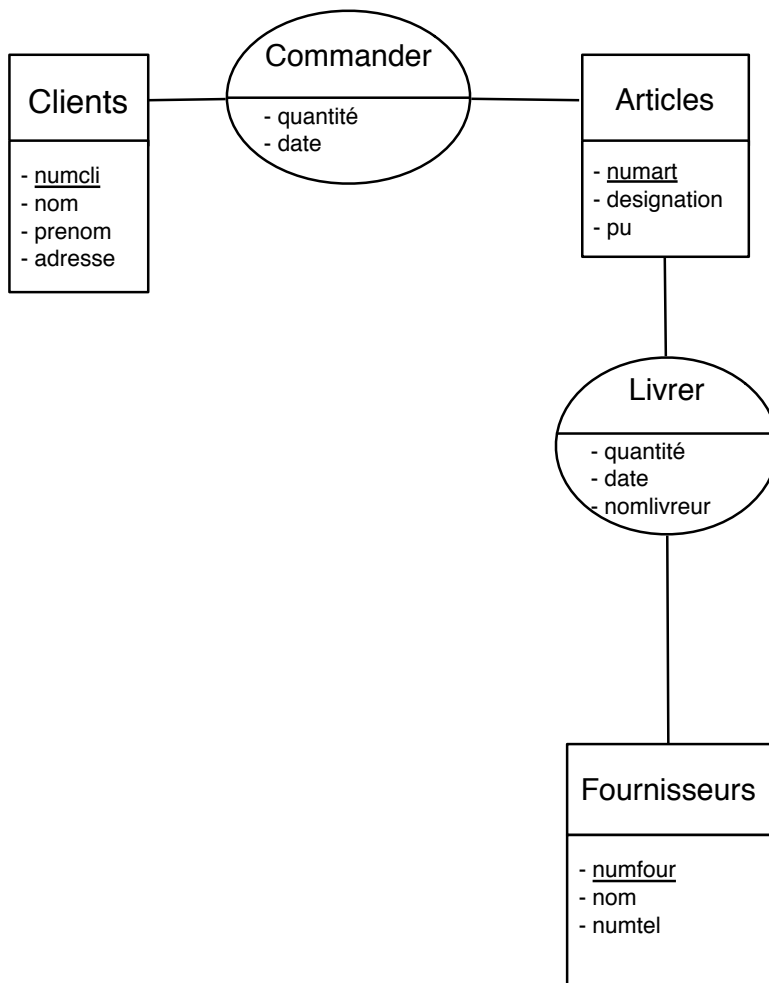 Commander
- quantité
- date
Clients
- numcli
- nom
- prenom
- adresse
Articles
- numart
- designation
- pu
Livrer
- quantité
- date
- nomlivreur
Fournisseurs
- numfour
- nom
- numtel